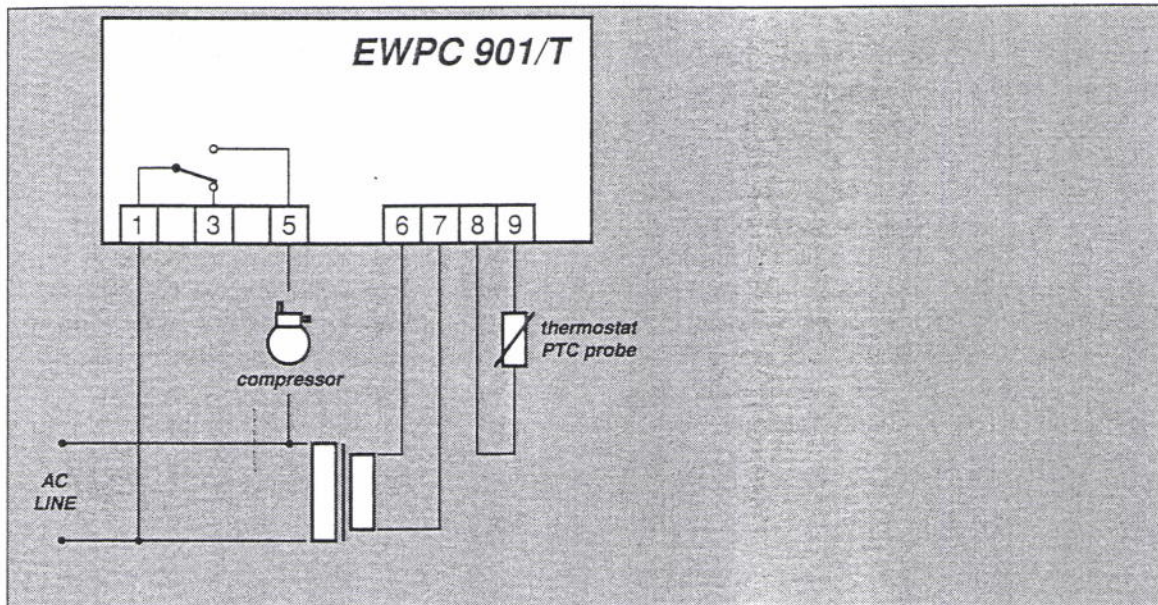 EWPC 901/T
1 3 5 6 7 8 9
thermostat
PTC probe
compressor
AC
LINE